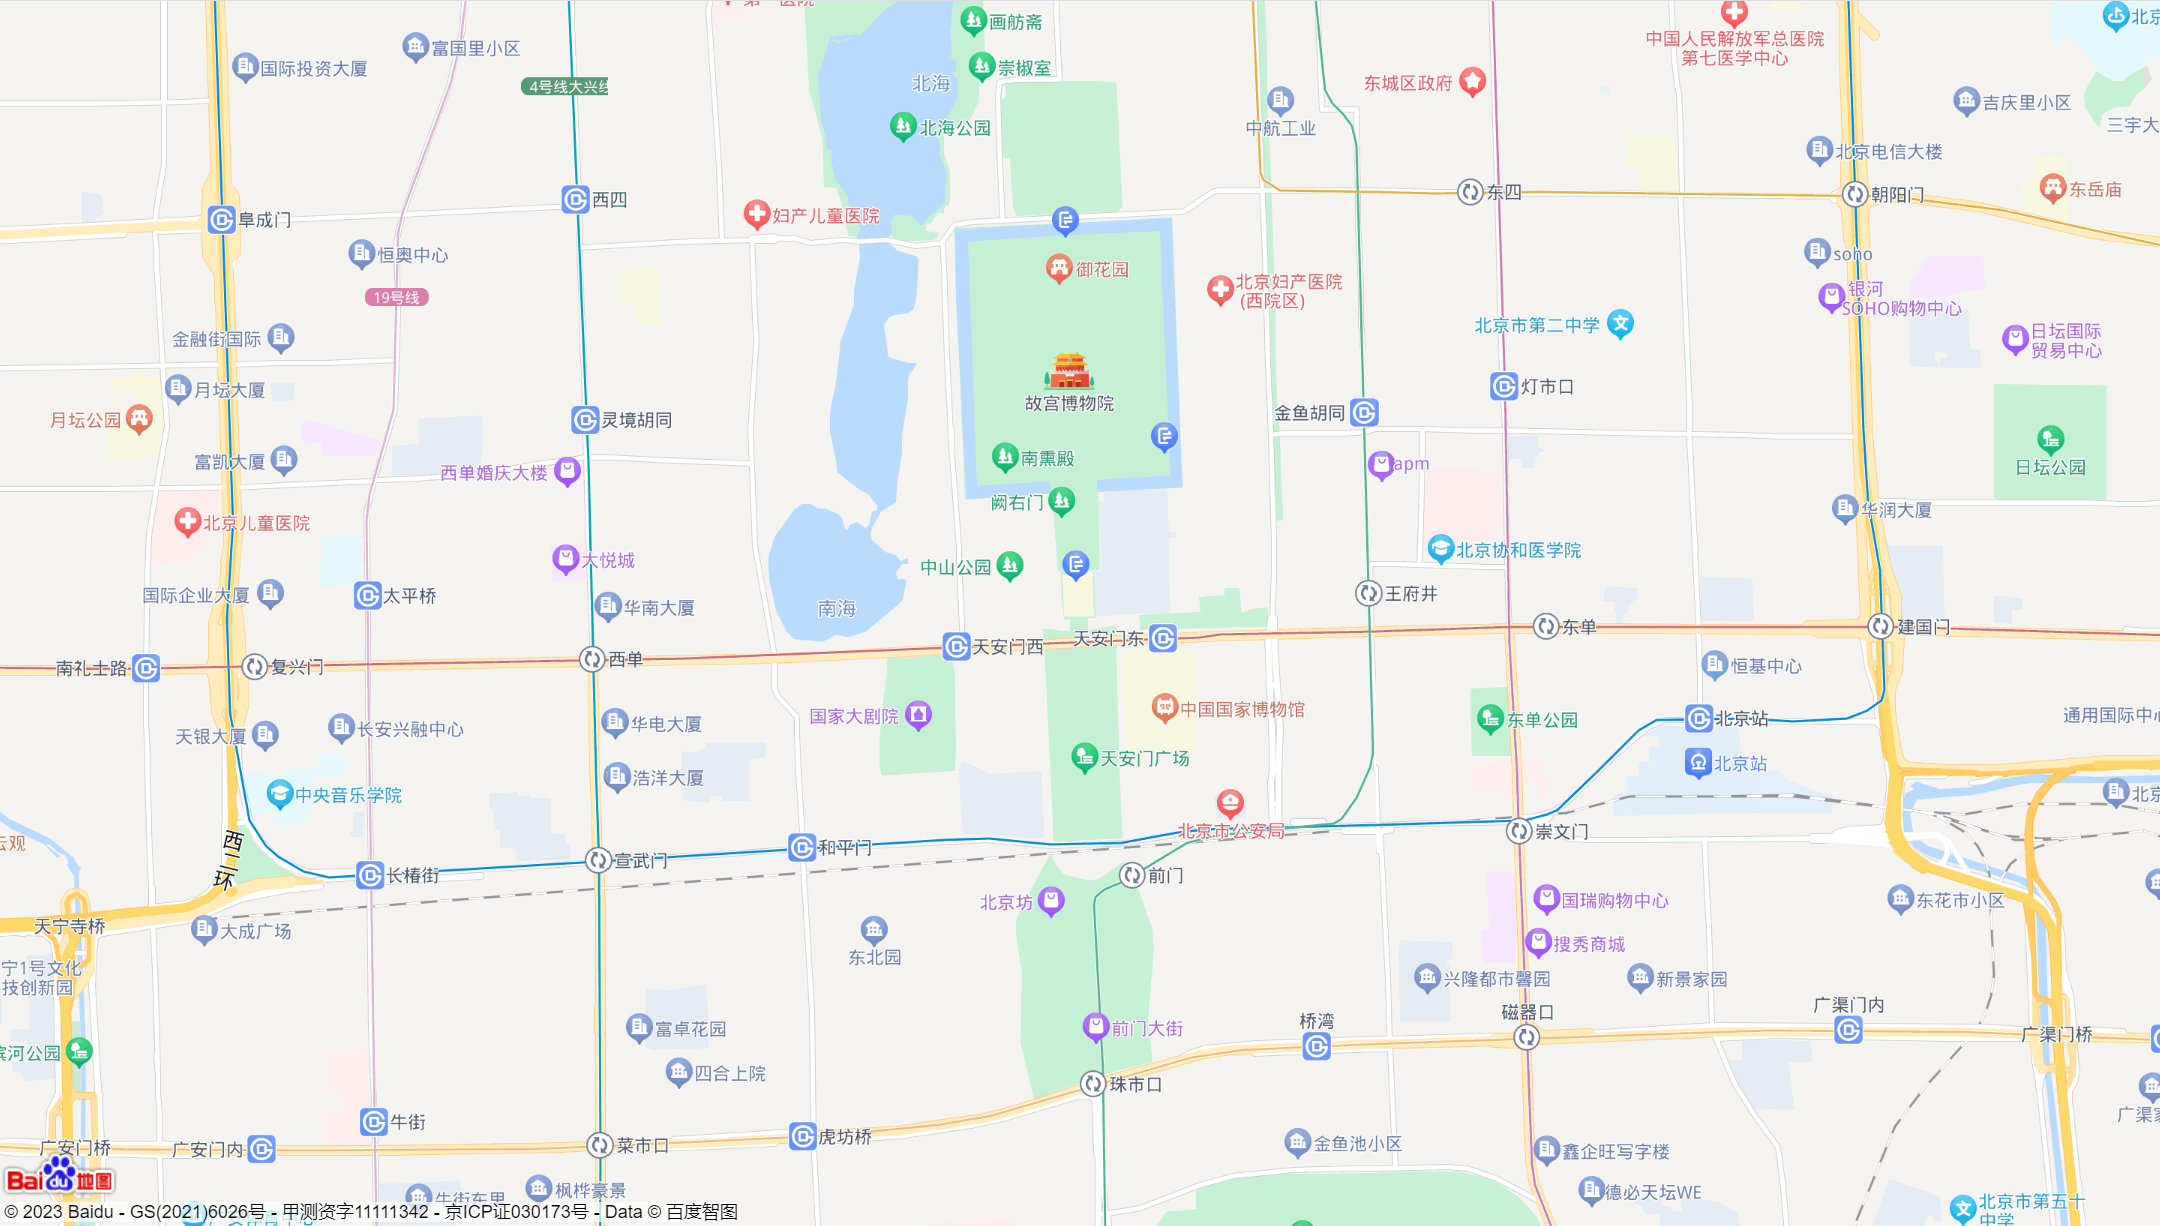 画舫斋
富国里小区
中国人民解放军总医院
第七医学中心
国际投资大厦
崇椒室
北海
4号线大兴线
东城区政府
吉庆里小区
北海公园
中航工业
三宇大
北京电信大楼
东四
朝阳门
东岳庙
西四
阜成门
妇产儿童医院
恒奥中心
soho
御花园
北京妇产医院
(西院区)
19号线
银河
SOHO购物中心
金融街国际
北京市第二中学
日坛国际
贸易中心
月坛大厦
故宫博物院
灯市口
月坛公园
灵境胡同
金鱼胡同
富凯大厦
西单婚庆大楼
南熏殿
apm
日坛公园
阙右门
华润大厦
北京儿童医院
大悦城
中山公园
北京协和医学院
国际企业大厦
太平桥
华南大厦
南海
王府井
东单
建国门
天安门东
天安门西
南礼士路
复兴门
西单
恒基中心
国家大剧院
中国国家博物馆
东单公园
北京站
通用国际中心
天银大厦
长安兴融中心
华电大厦
天安门广场
北京站
浩洋大厦
中央音乐学院
北京市公安局
崇文门
云观
西二环
和平门
宣武门
长椿街
前门
北京坊
国瑞购物中心
东花市小区
天宁寺桥
大成广场
东北园
搜秀商城
宁1号文化
技创新园
兴隆都市馨园
新景家园
广渠门内
磁器口
桥湾
富卓花园
前门大街
广渠门桥
滨河公园
四合上院
珠市口
牛街
广安门桥
广安门内
菜市口
虎坊桥
金鱼池小区
鑫企旺写字楼
Bai du 地图
牛街东里
枫桦豪景
德必天坛WE
北京市第五十
中学
© 2023 Baidu - GS(2021)6026号 - 甲测资字11111342 - 京ICP证030173号 - Data © 百度智图